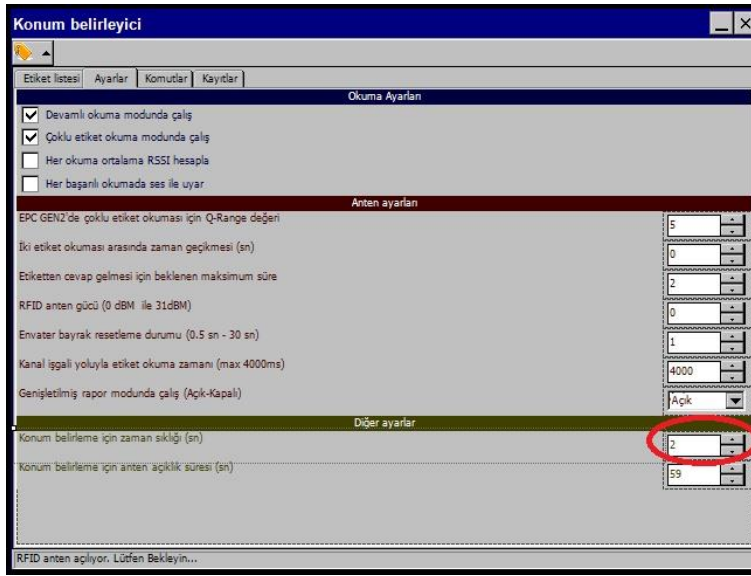 Konum belirleyici
Etiket listesi Ayarlar Komutlar Kayıtlar
Okuma Ayarları
Devamlı okuma modunda çalış
Çoklu etiket okuma modunda çalış
Her okuma ortalama RSSI hesapla
Her başarılı okumada ses ile uyar
Anten ayarları
EPC GEN2'de çoklu etiket okuması için Q-Range değeri 5
İki etiket okuması arasında zaman geçikmesi (sn) 0
Etiketten cevap gelmesi için beklenen maksimum süre 2
RFID anten gücü (0 dBM ile 31dBM) 0
Envater bayrak resetleme durumu (0.5 sn - 30 sn) 1
Kanal işgali yoluyla etiket okuma zamanı (max 4000ms) 4000
Genişletilmiş rapor modunda çalış (Açık-Kapalı) Açık
Diğer ayarlar
Konum belirleme için zaman sıklığı (sn) 2
Konum belirleme için anten açıklık süresi (sn) 59
RFID anten açılıyor. Lütfen Bekleyin...